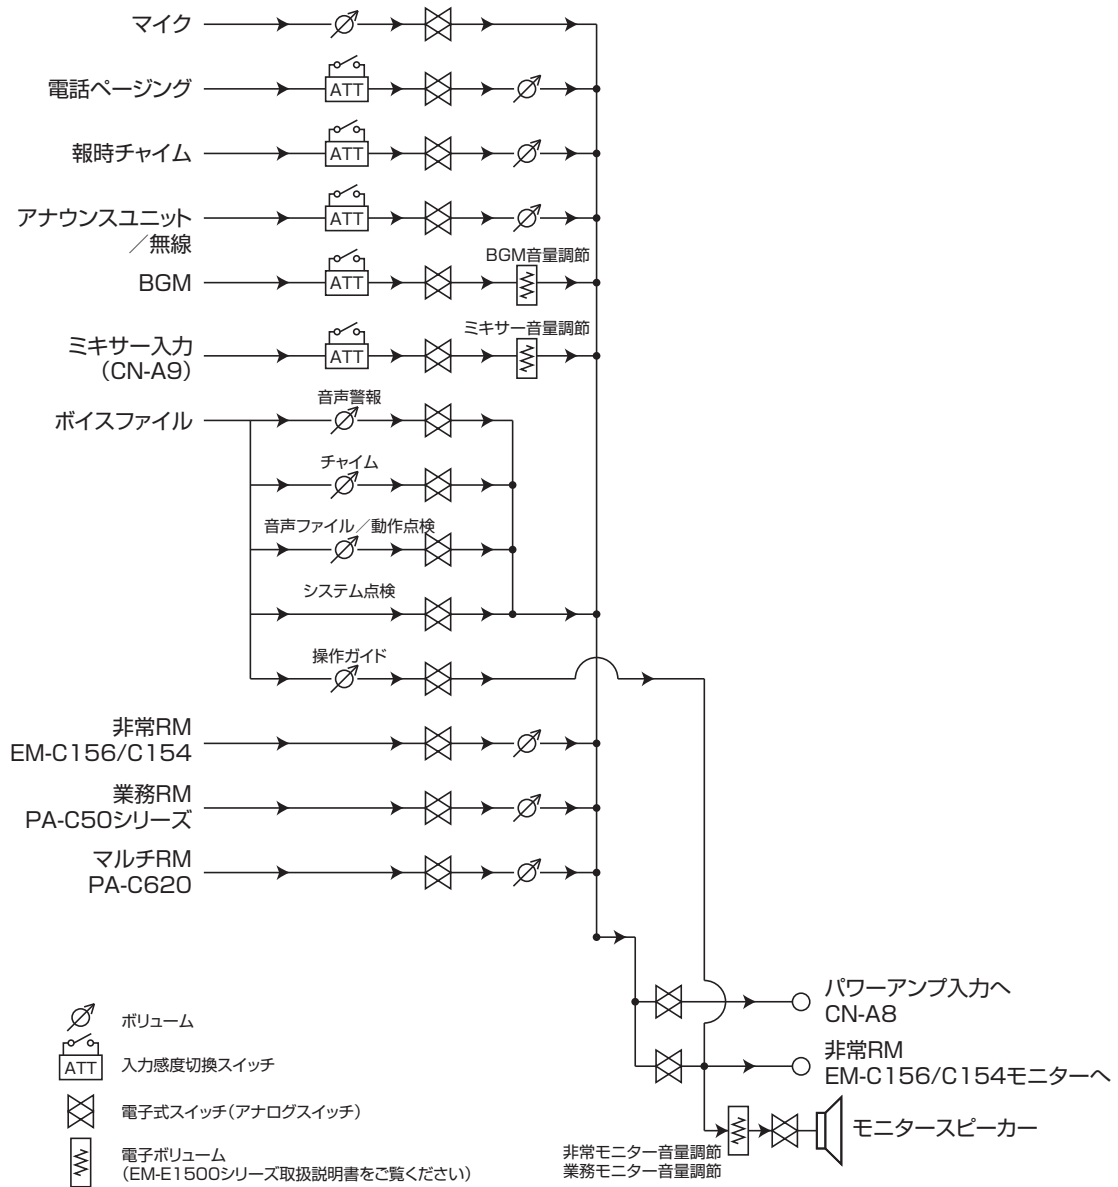 マイク
電話ページング
ATT
報時チャイム
ATT
アナウンスユニット
／無線
ATT
BGM
ATT
BGM音量調節
ミキサー入力
（CN-A9）
ATT
ミキサー音量調節
ボイスファイル
音声警報
チャイム
音声ファイル／動作点検
システム点検
操作ガイド
非常RM
EM-C156/C154
業務RM
PA-C50シリーズ
マルチRM
PA-C620
パワーアンプ入力へ
CN-A8
非常RM
EM-C156/C154モニターへ
モニタースピーカー
非常モニター音量調節
業務モニター音量調節
ボリューム
ATT
入力感度切換スイッチ
電子式スイッチ（アナログスイッチ）
電子ボリューム
（EM-E1500シリーズ取扱説明書をご覧ください）